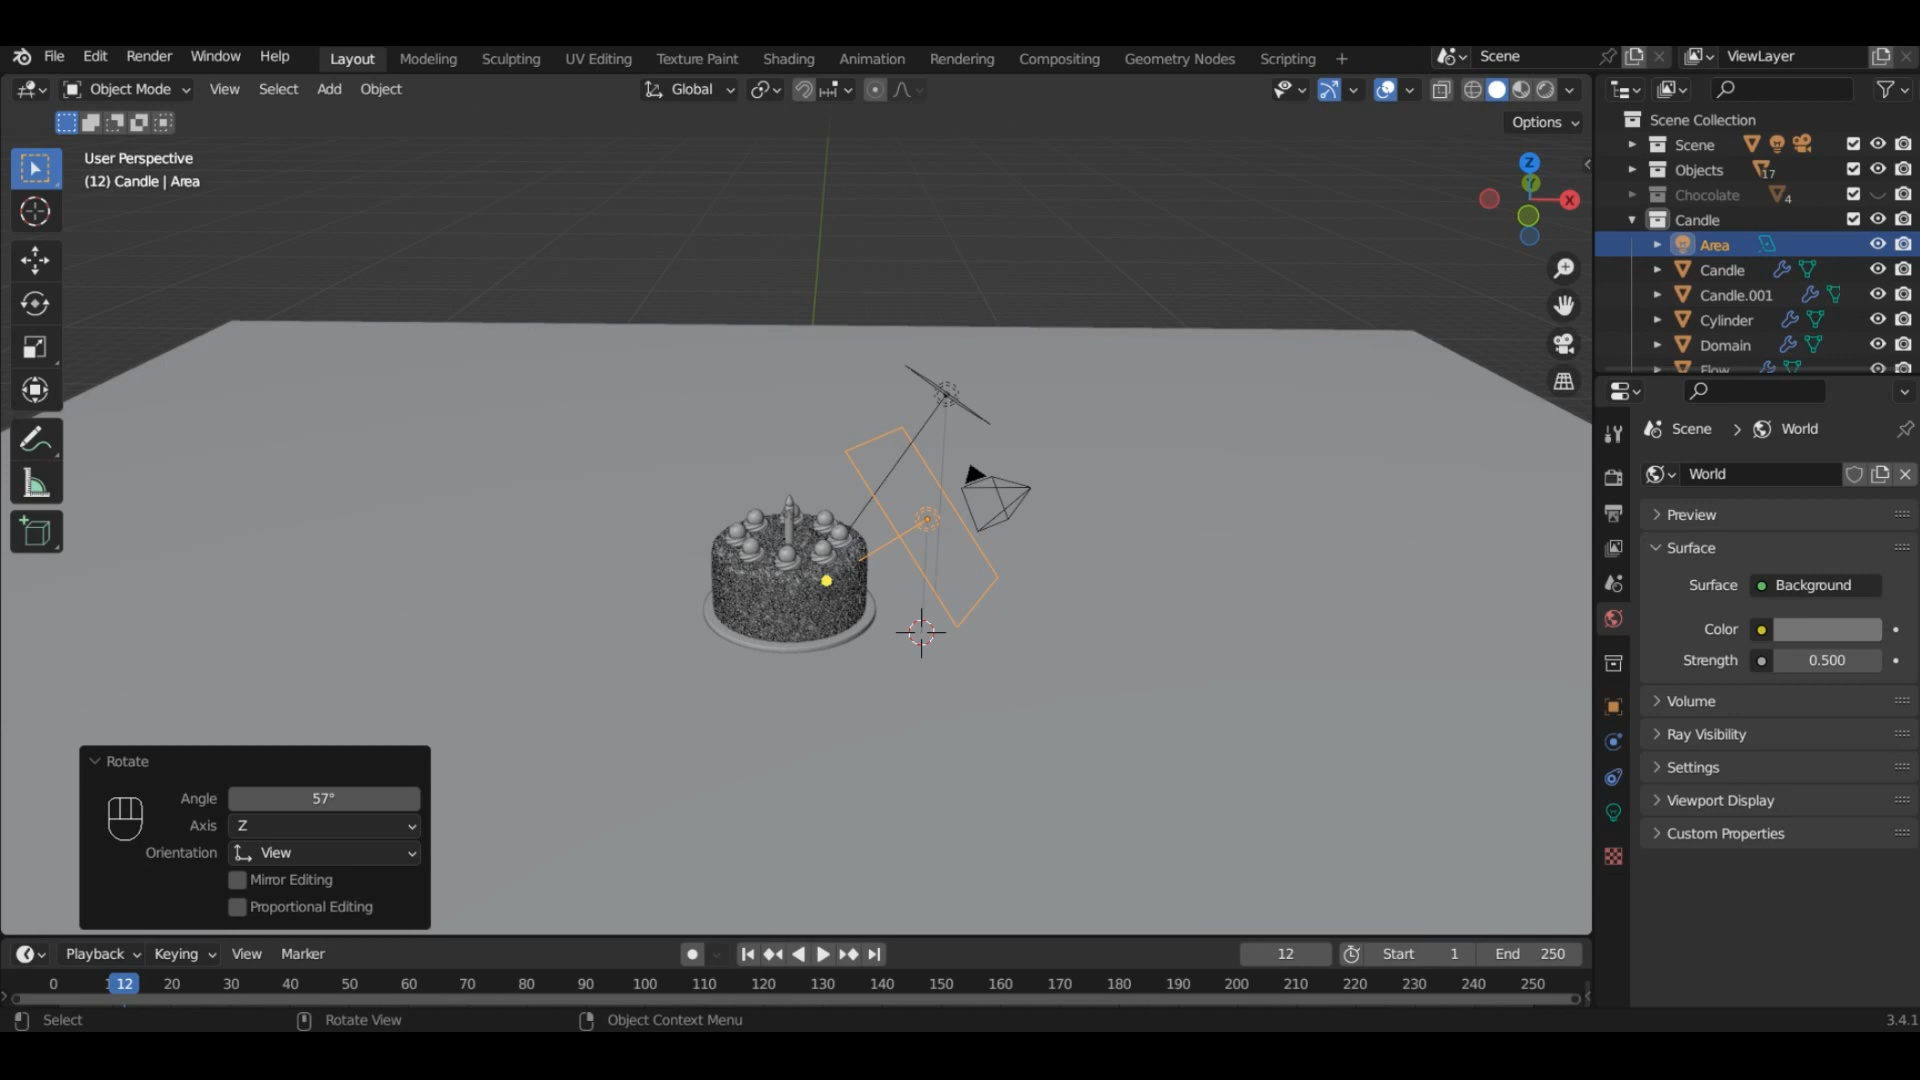 File Edit Render Window Help Layout Modeling Sculpting UV Editing Texture Paint Shading Animation Rendering Compositing Geometry Nodes Scripting + Scene ViewLayer
Object Mode View Select Add Object Global
Options
User Perspective
(12) Candle | Area
Z
Y
X
Scene Collection
Scene
Objects 17
Chocolate 4
Candle
Area
Candle
Candle.001
Cylinder
Domain
Flow
Scene > World
World
Preview
Surface
Surface Background
Color
Strength 0.500
Volume
Ray Visibility
Settings
Viewport Display
Custom Properties
Rotate
Angle 57°
Axis Z
Orientation View
Mirror Editing
Proportional Editing
Playback Keying View Marker 12 Start 1 End 250
0 12 20 30 40 50 60 70 80 90 100 110 120 130 140 150 160 170 180 190 200 210 220 230 240 250
Select Rotate View Object Context Menu 3.4.1